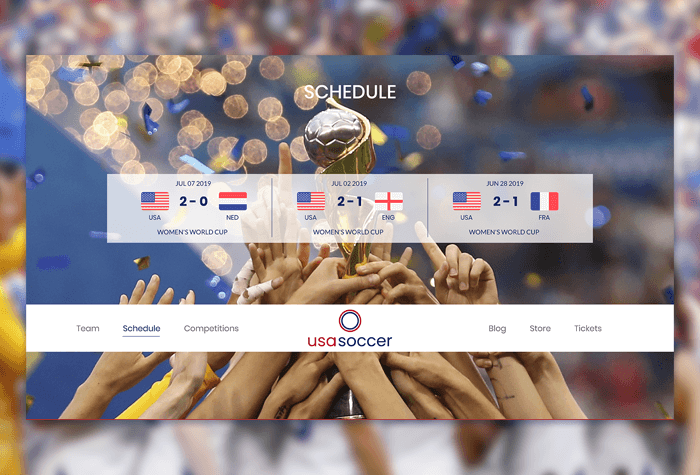 SCHEDULE
JUL 07 2019
2 - 0
USA NED
WOMEN'S WORLD CUP
JUL 02 2019
2 - 1
USA ENG
WOMEN'S WORLD CUP
JUN 28 2019
2 - 1
USA FRA
WOMEN'S WORLD CUP
Team Schedule Competitions usasoccer Blog Store Tickets